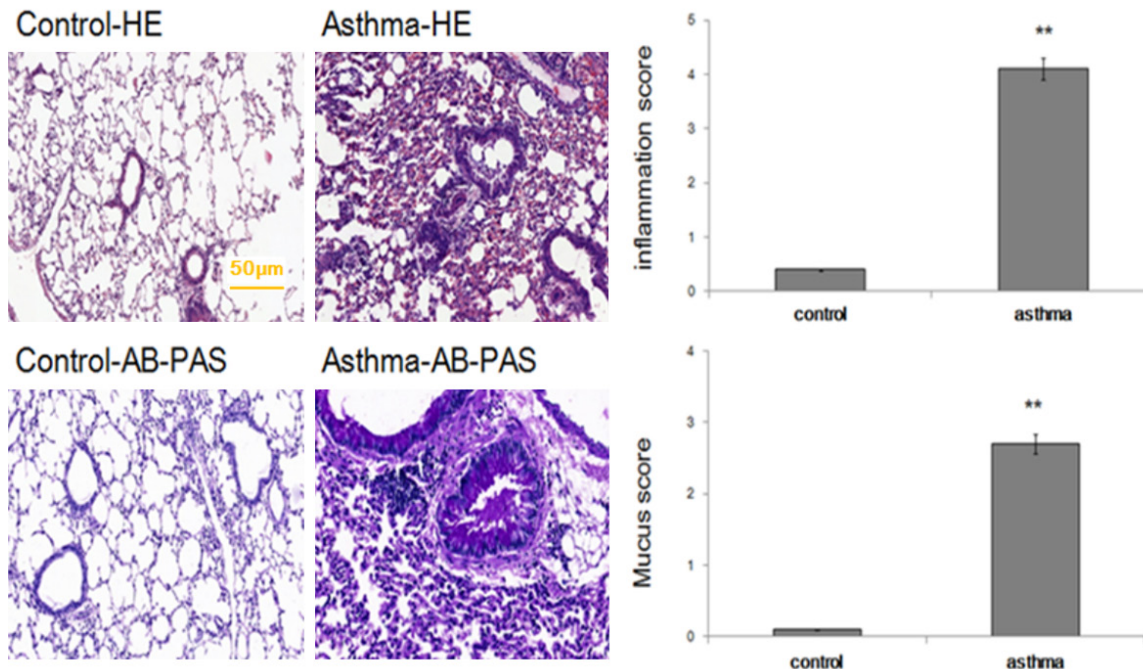 Control-HE
Asthma-HE
50µm
Control-AB-PAS
Asthma-AB-PAS
inflammation score
5
4
3
2
1
0
**
control
asthma
Mucus score
4
3
2
1
0
**
control
asthma